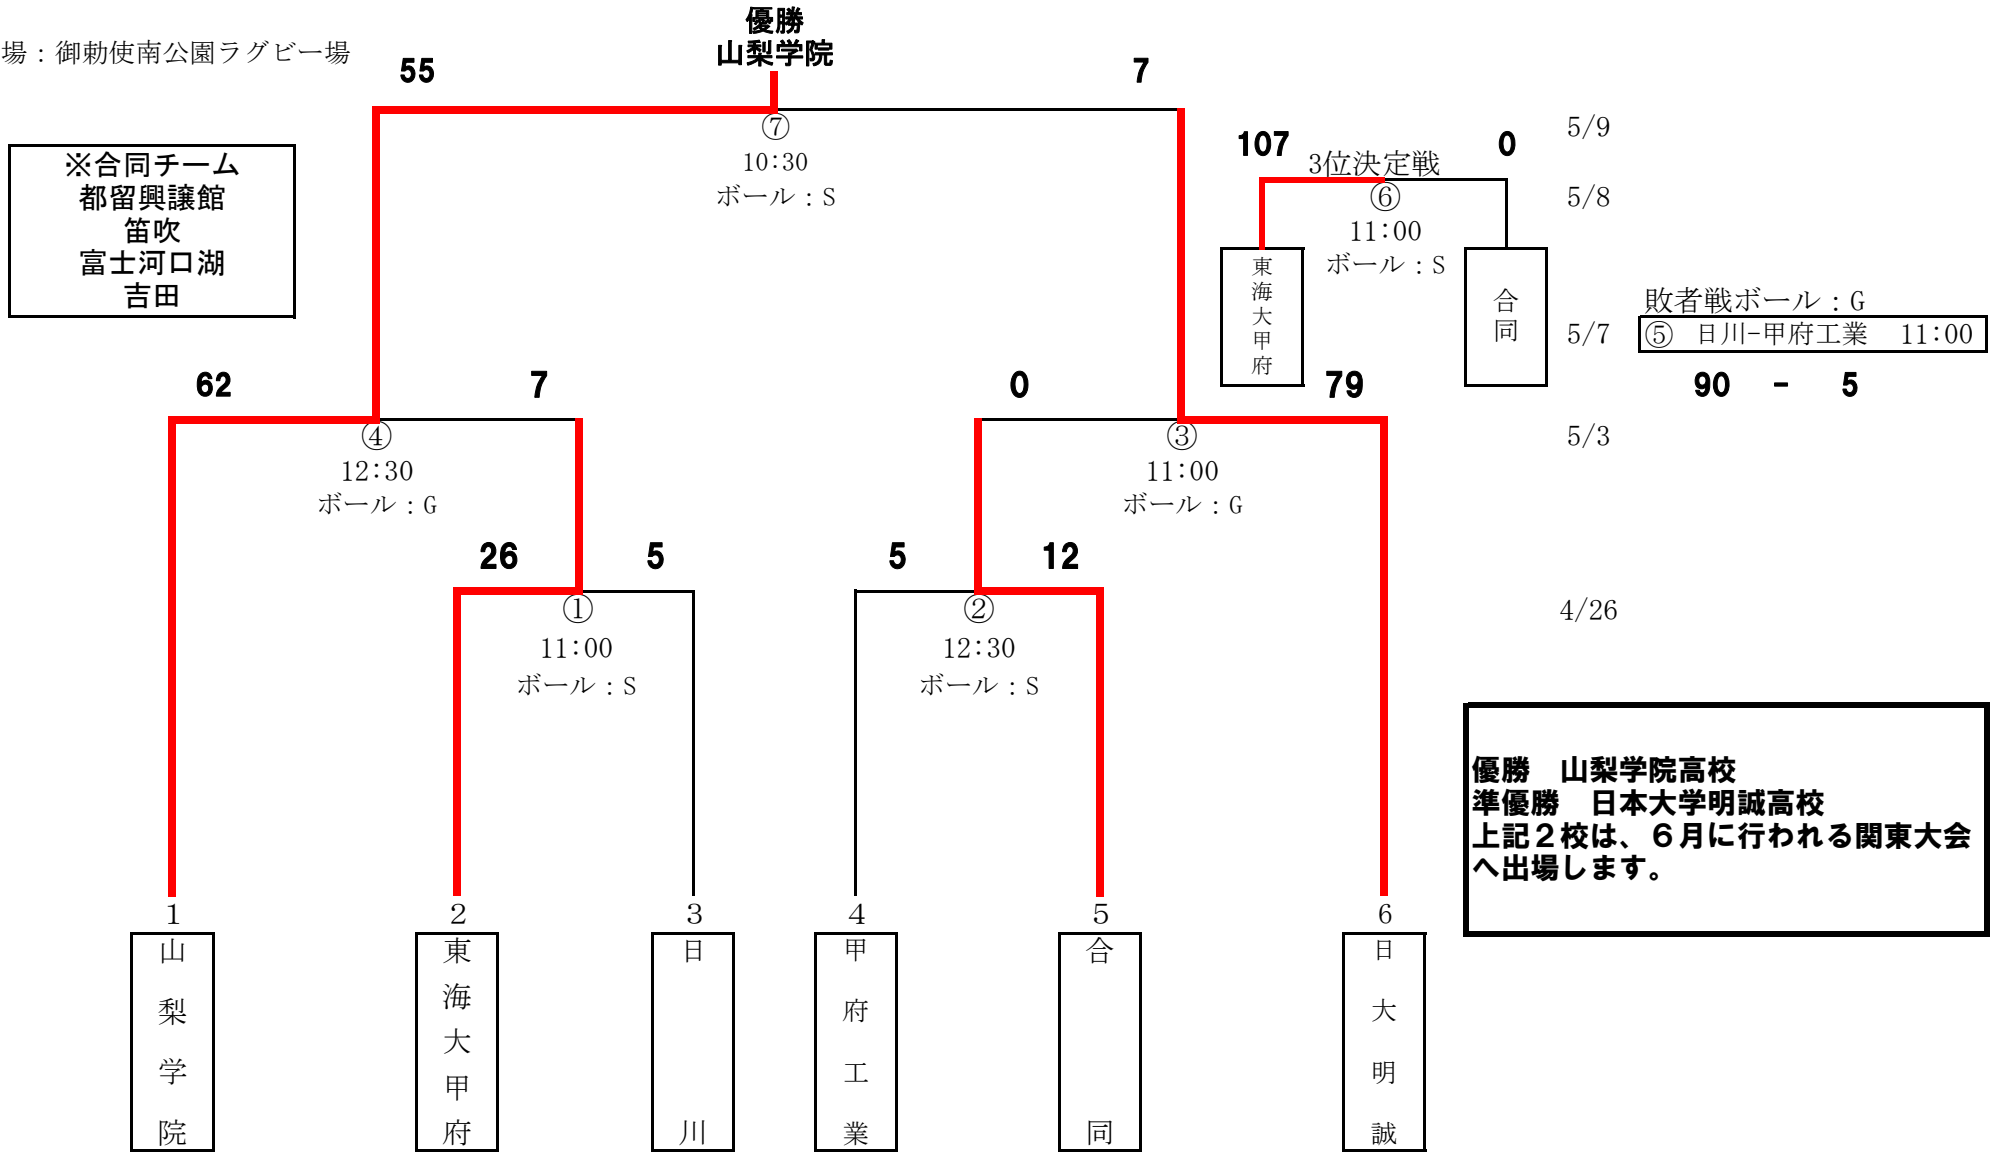 優勝
山梨学院
場：御勅使南公園ラグビー場
55
7
⑦
10:30
ボール：S
※合同チーム
都留興譲館
笛吹
富士河口湖
吉田
107
0
3位決定戦
⑥
11:00
ボール：S
東海大甲府
合同
5/9
5/8
5/7
敗者戦ボール：G
⑤ 日川-甲府工業 11:00
90 - 5
5/3
62
7
④
12:30
ボール：G
0
79
③
11:00
ボール：G
26
5
①
11:00
ボール：S
5
12
②
12:30
ボール：S
4/26
優勝　山梨学院高校
準優勝　日本大学明誠高校
上記２校は、６月に行われる関東大会
へ出場します。
1
山梨学院
2
東海大甲府
3
日川
4
甲府工業
5
合同
6
日大明誠